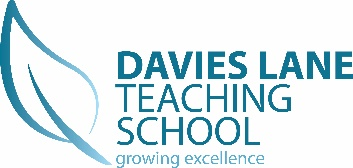 DAVIES LANE
TEACHING
SCHOOL
growing excellence